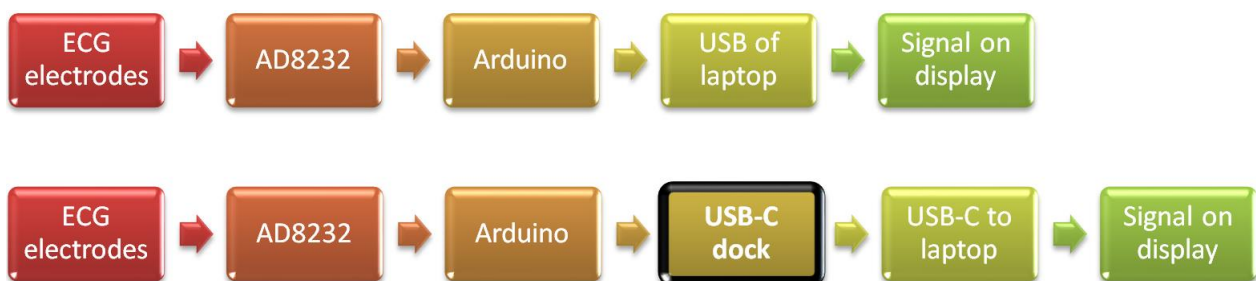 ECG
electrodes
AD8232
Arduino
USB of
laptop
Signal on
display
ECG
electrodes
AD8232
Arduino
USB-C
dock
USB-C to
laptop
Signal on
display